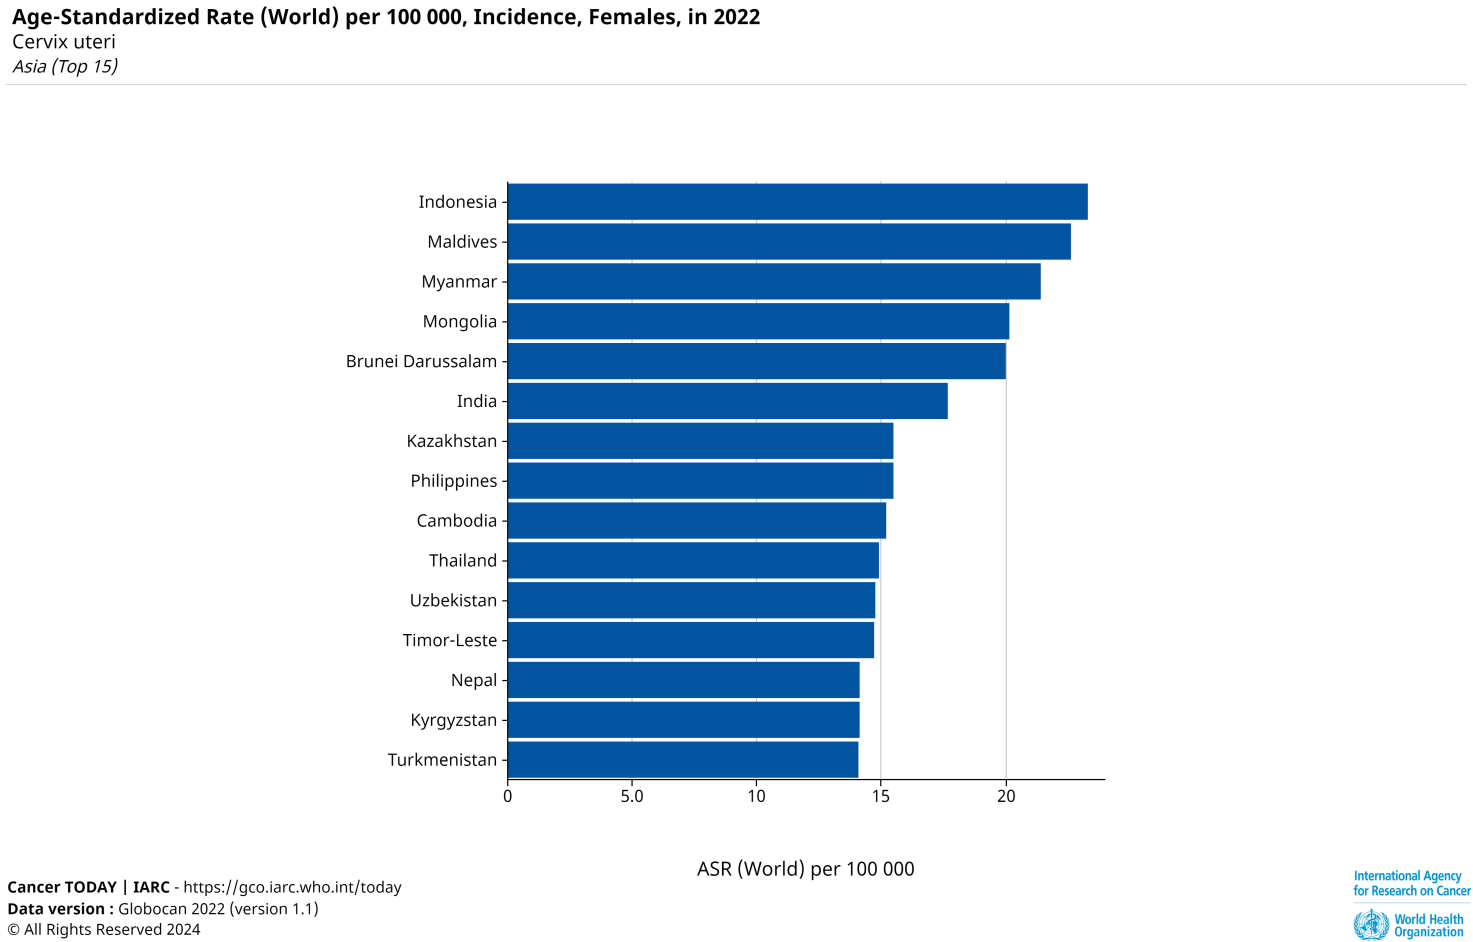 Age-Standardized Rate (World) per 100 000, Incidence, Females, in 2022
Cervix uteri
Asia (Top 15)
Indonesia
Maldives
Myanmar
Mongolia
Brunei Darussalam
India
Kazakhstan
Philippines
Cambodia
Thailand
Uzbekistan
Timor-Leste
Nepal
Kyrgyzstan
Turkmenistan
0 5.0 10 15 20
ASR (World) per 100 000
Cancer TODAY | IARC - https://gco.iarc.who.int/today
Data version : Globocan 2022 (version 1.1)
© All Rights Reserved 2024
International Agency
for Research on Cancer
World Health
Organization